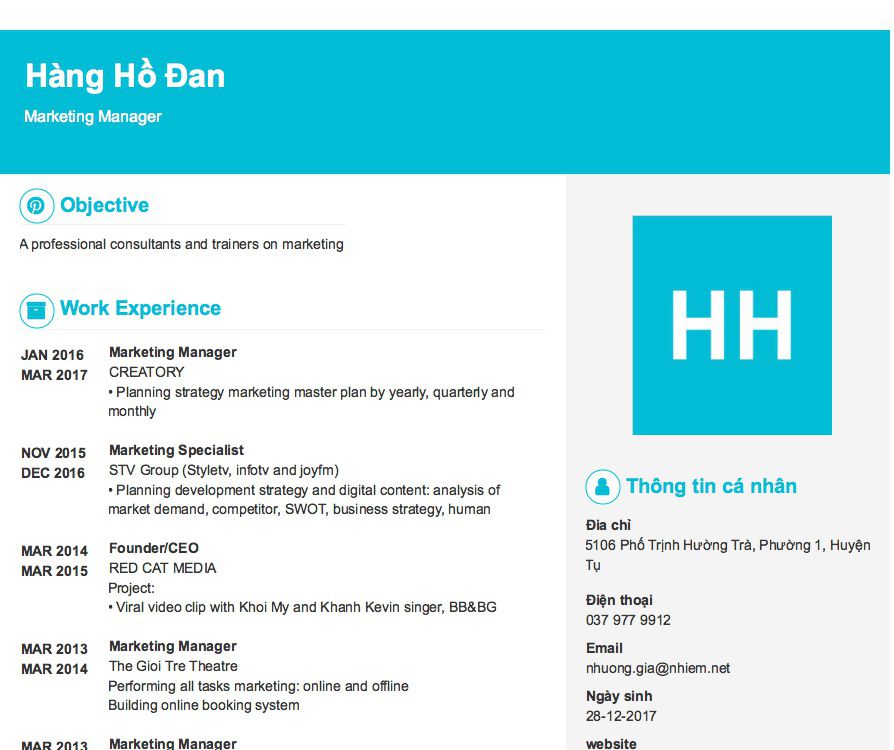 Hàng Hồ Đan
Marketing Manager
Objective
A professional consultants and trainers on marketing
Work Experience
JAN 2016
MAR 2017
Marketing Manager
CREATORY
• Planning strategy marketing master plan by yearly, quarterly and
monthly
NOV 2015
DEC 2016
Marketing Specialist
STV Group (Styletv, infotv and joyfm)
• Planning development strategy and digital content: analysis of
market demand, competitor, SWOT, business strategy, human
MAR 2014
MAR 2015
Founder/CEO
RED CAT MEDIA
Project:
• Viral video clip with Khoi My and Khanh Kevin singer, BB&BG
MAR 2013
MAR 2014
Marketing Manager
The Gioi Tre Theatre
Performing all tasks marketing: online and offline
Building online booking system
MAR 2013
Marketing Manager
HH
Thông tin cá nhân
Đia chỉ
5106 Phố Trịnh Hường Trà, Phường 1, Huyện
Tụ
Điện thoại
037 977 9912
Email
nhuong.gia@nhiem.net
Ngày sinh
28-12-2017
website